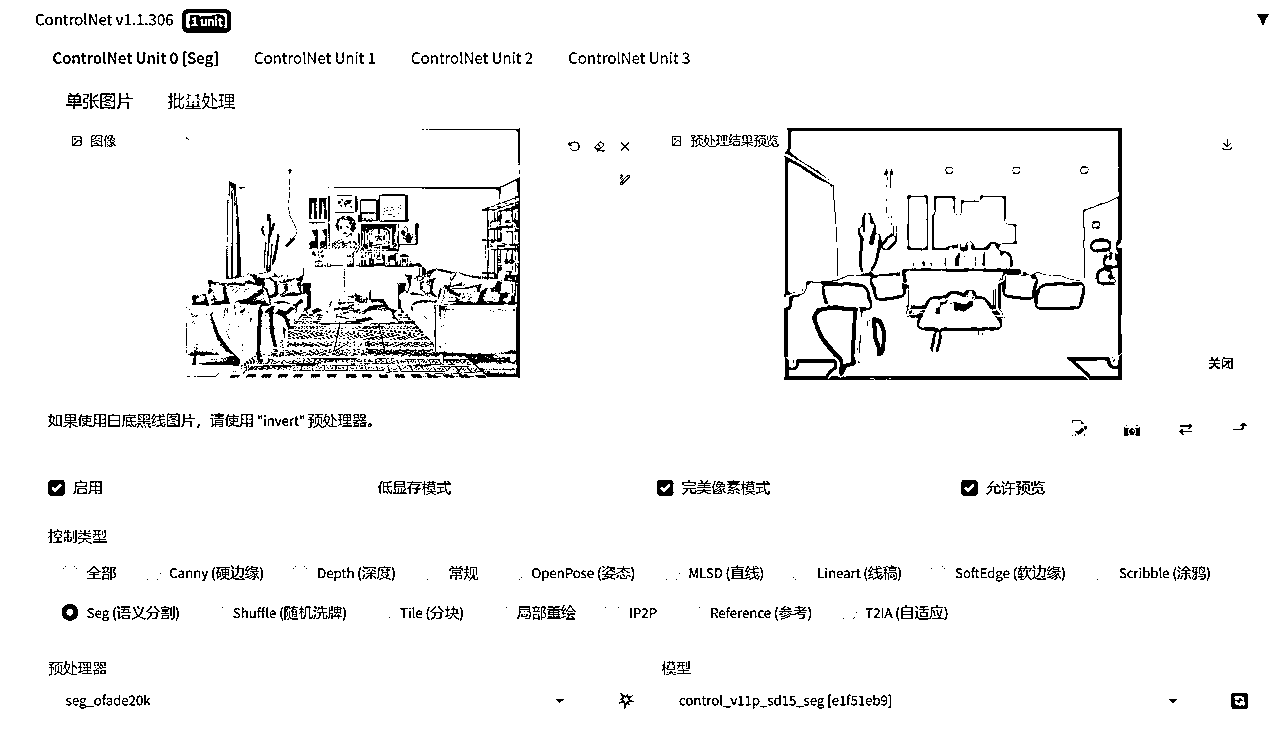 ControlNet v1.1.306 [1 unit]
ControlNet Unit 0 [Seg] ControlNet Unit 1 ControlNet Unit 2 ControlNet Unit 3
单张图片 批量处理
图像 预处理结果预览
关闭
如果使用白底黑线图片，请使用 "invert" 预处理器。
启用 低显存模式 完美像素模式 允许预览
控制类型
全部 Canny (硬边缘) Depth (深度) 常规 OpenPose (姿态) MLSD (直线) Lineart (线稿) SoftEdge (软边缘) Scribble (涂鸦)
Seg (语义分割) Shuffle (随机洗牌) Tile (分块) 局部重绘 IP2P Reference (参考) T2IA (自适应)
预处理器 模型
seg_ofade20k control_v11p_sd15_seg [e1f51eb9]